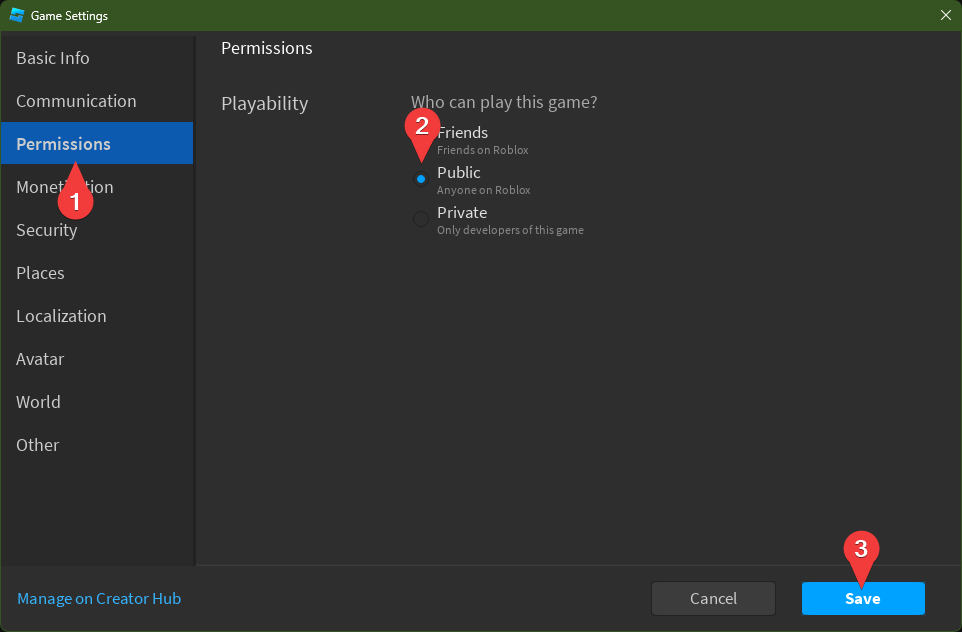 Game Settings
Basic Info
Communication
Permissions
1
Security
Places
Localization
Avatar
World
Other
Manage on Creator Hub
Permissions
Playability
Who can play this game?
2
Friends
Friends on Roblox
Public
Anyone on Roblox
Private
Only developers of this game
3
Cancel
Save